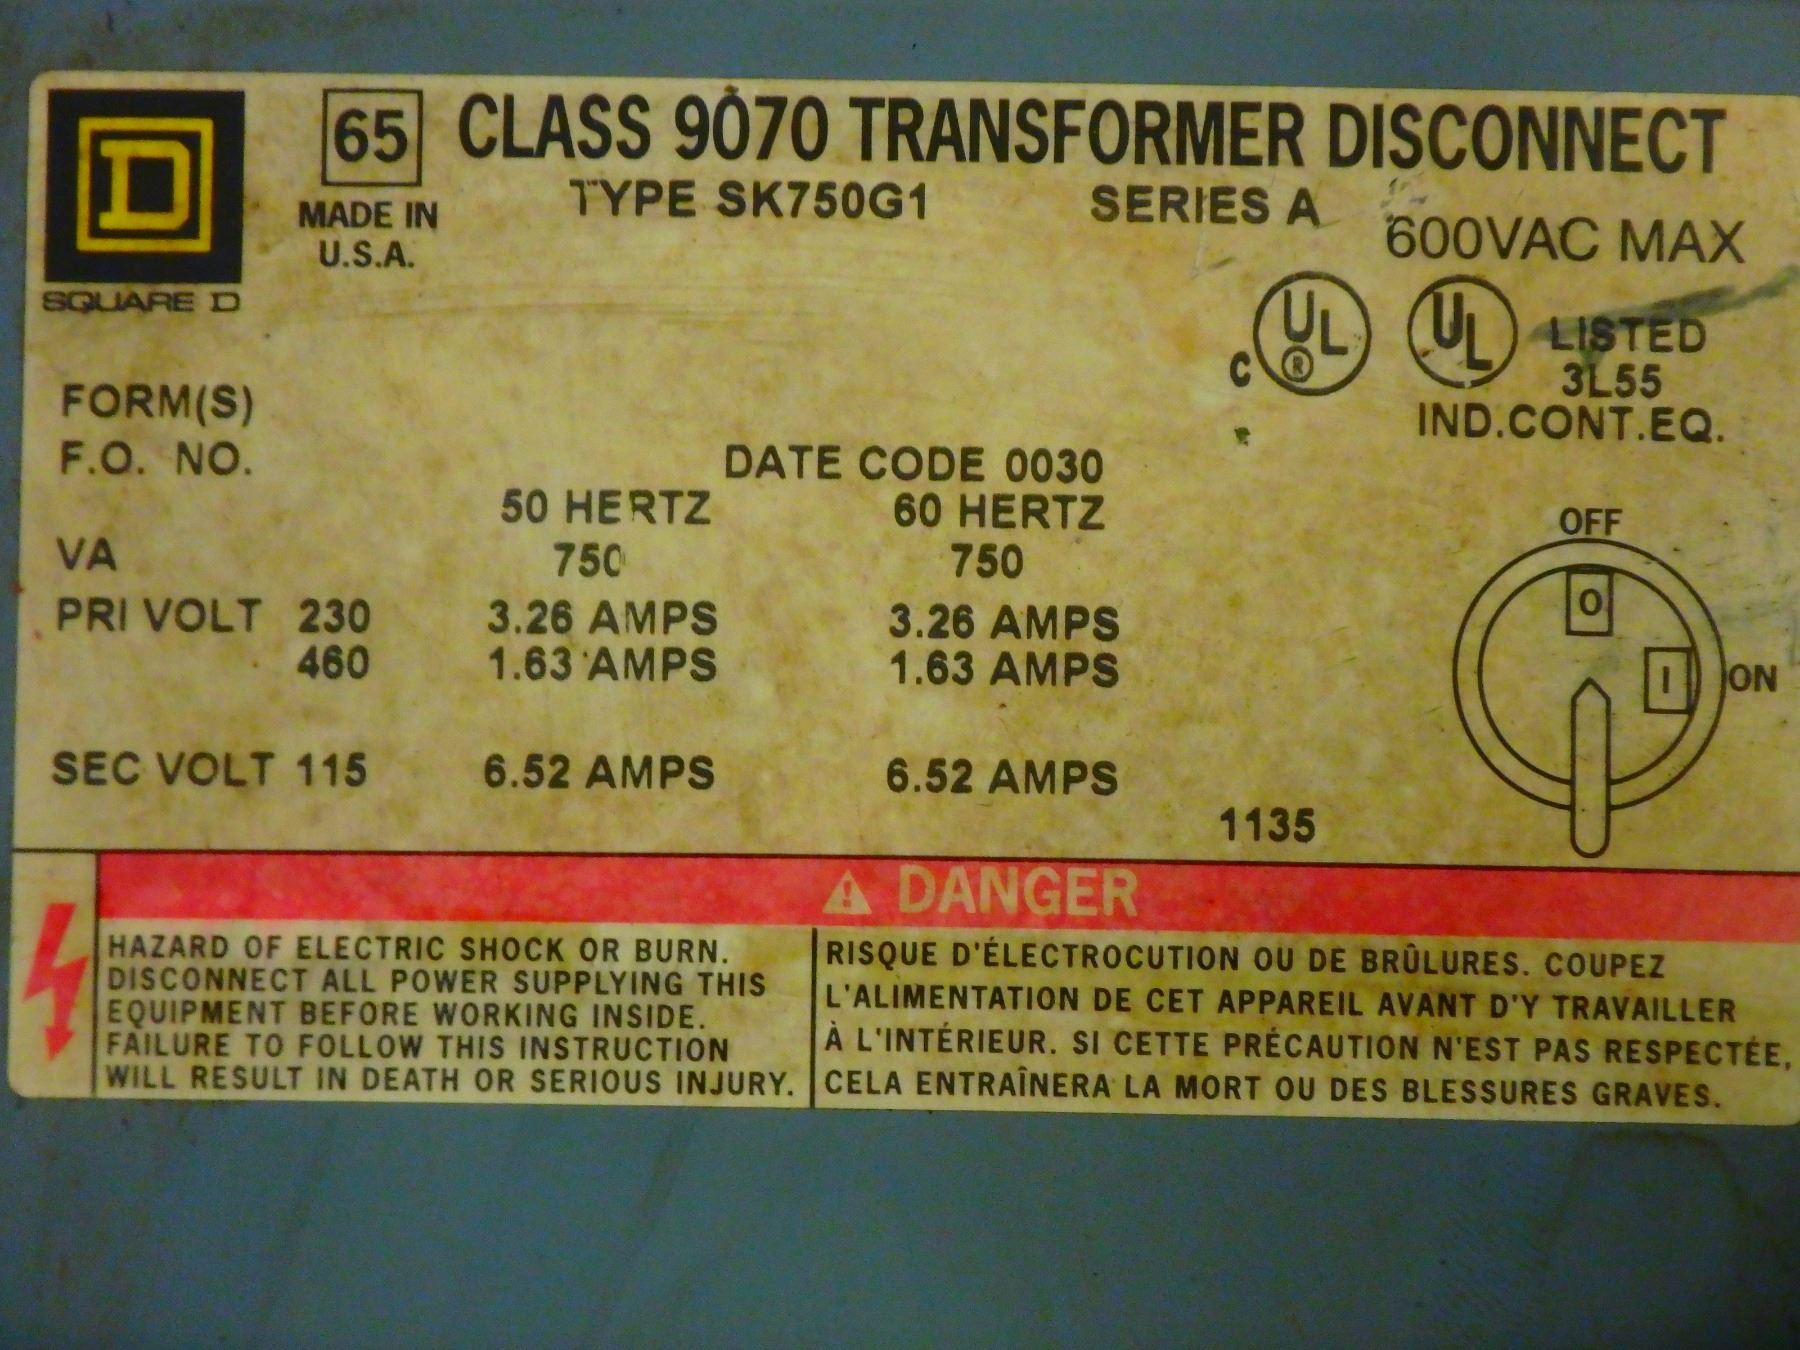 D
SQUARE D
65
MADE IN
U.S.A.
CLASS 9070 TRANSFORMER DISCONNECT
TYPE SK750G1 SERIES A
600VAC MAX
C UL ® UL LISTED
3L55
IND.CONT.EQ.
FORM(S)
F.O. NO.
DATE CODE 0030
50 HERTZ 60 HERTZ
VA 750 750
PRI VOLT 230 3.26 AMPS 3.26 AMPS
460 1.63 AMPS 1.63 AMPS
SEC VOLT 115 6.52 AMPS 6.52 AMPS
1135
OFF
O
I ON
DANGER
HAZARD OF ELECTRIC SHOCK OR BURN.
DISCONNECT ALL POWER SUPPLYING THIS
EQUIPMENT BEFORE WORKING INSIDE.
FAILURE TO FOLLOW THIS INSTRUCTION
WILL RESULT IN DEATH OR SERIOUS INJURY.
RISQUE D'ÉLECTROCUTION OU DE BRÛLURES. COUPEZ
L'ALIMENTATION DE CET APPAREIL AVANT D'Y TRAVAILLER
À L'INTÉRIEUR. SI CETTE PRÉCAUTION N'EST PAS RESPECTÉE,
CELA ENTRAÎNERA LA MORT OU DES BLESSURES GRAVES.